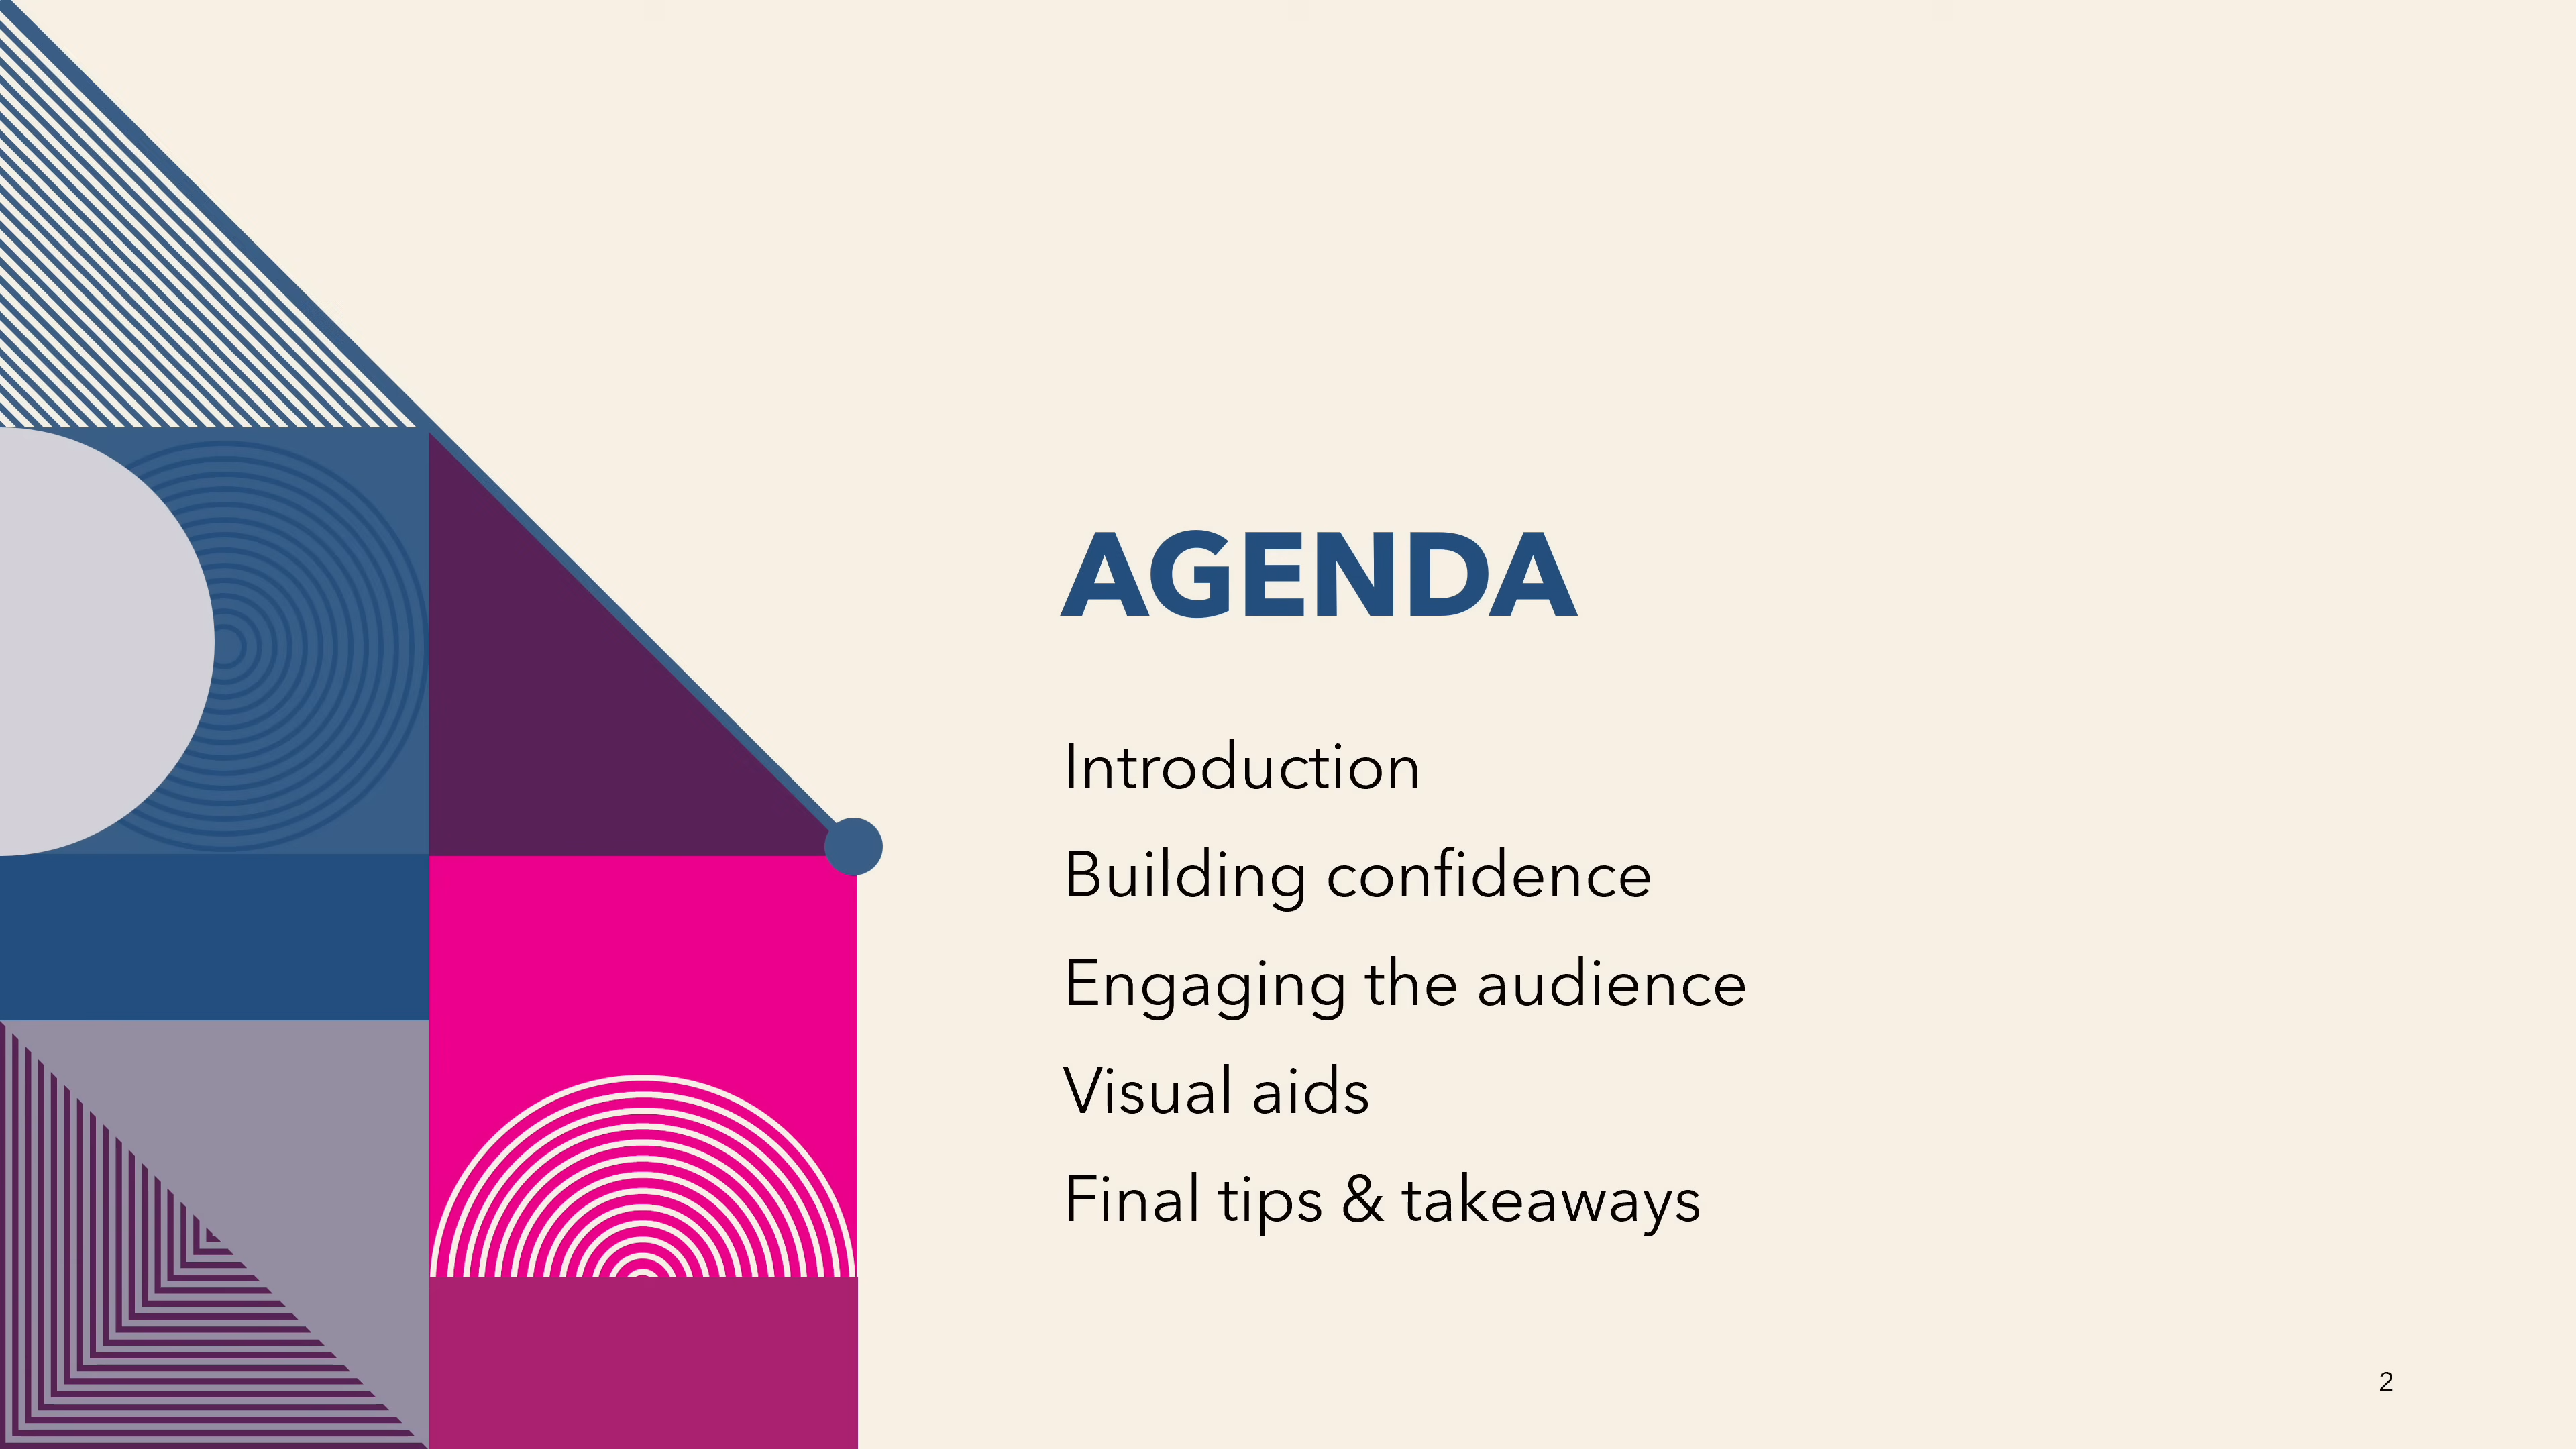 AGENDA
Introduction
Building confidence
Engaging the audience
Visual aids
Final tips & takeaways
2